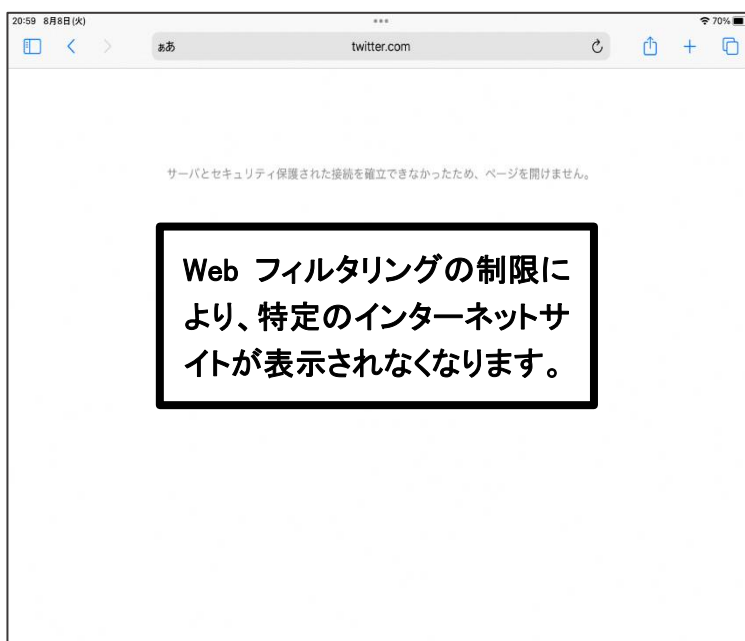 20:59 8月8日(火)
70%
ああ
twitter.com
サーバとセキュリティ保護された接続を確立できなかったため、ページを開けません。
Web フィルタリングの制限に
より、特定のインターネットサ
イトが表示されなくなります。